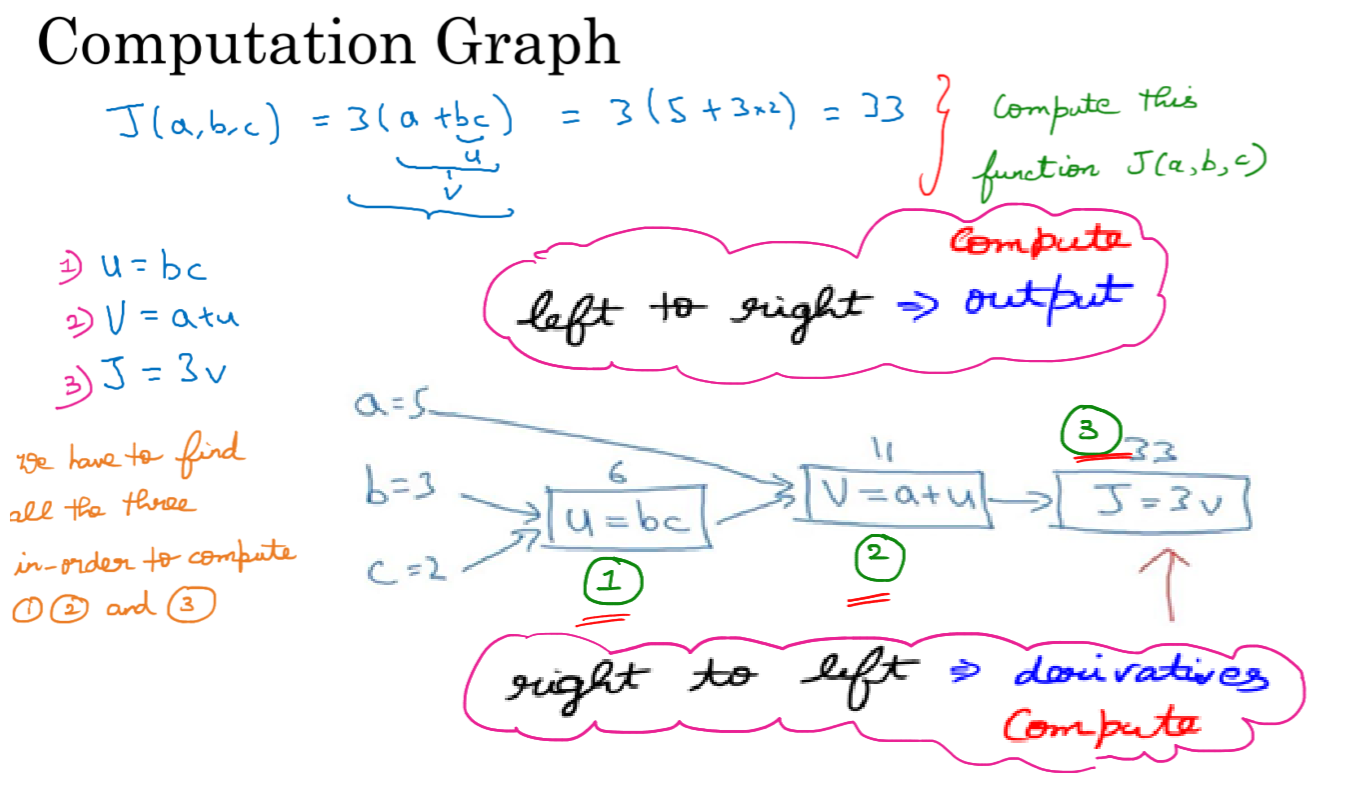 Computation Graph
J(a,b,c) = 3(a+bc) = 3(5+3×2) = 33
u
v
Compute this
function J(a,b,c)
1) u = bc
2) V = a+u
3) J = 3v
Compute
left to right ⇒ output
we have to find
all the three
in-order to compute
① ② and ③
a=5
b=3
c=2
6
u = bc
1
11
V = a+u
2
3
33
J = 3v
right to left ⇒ derivatives
Compute